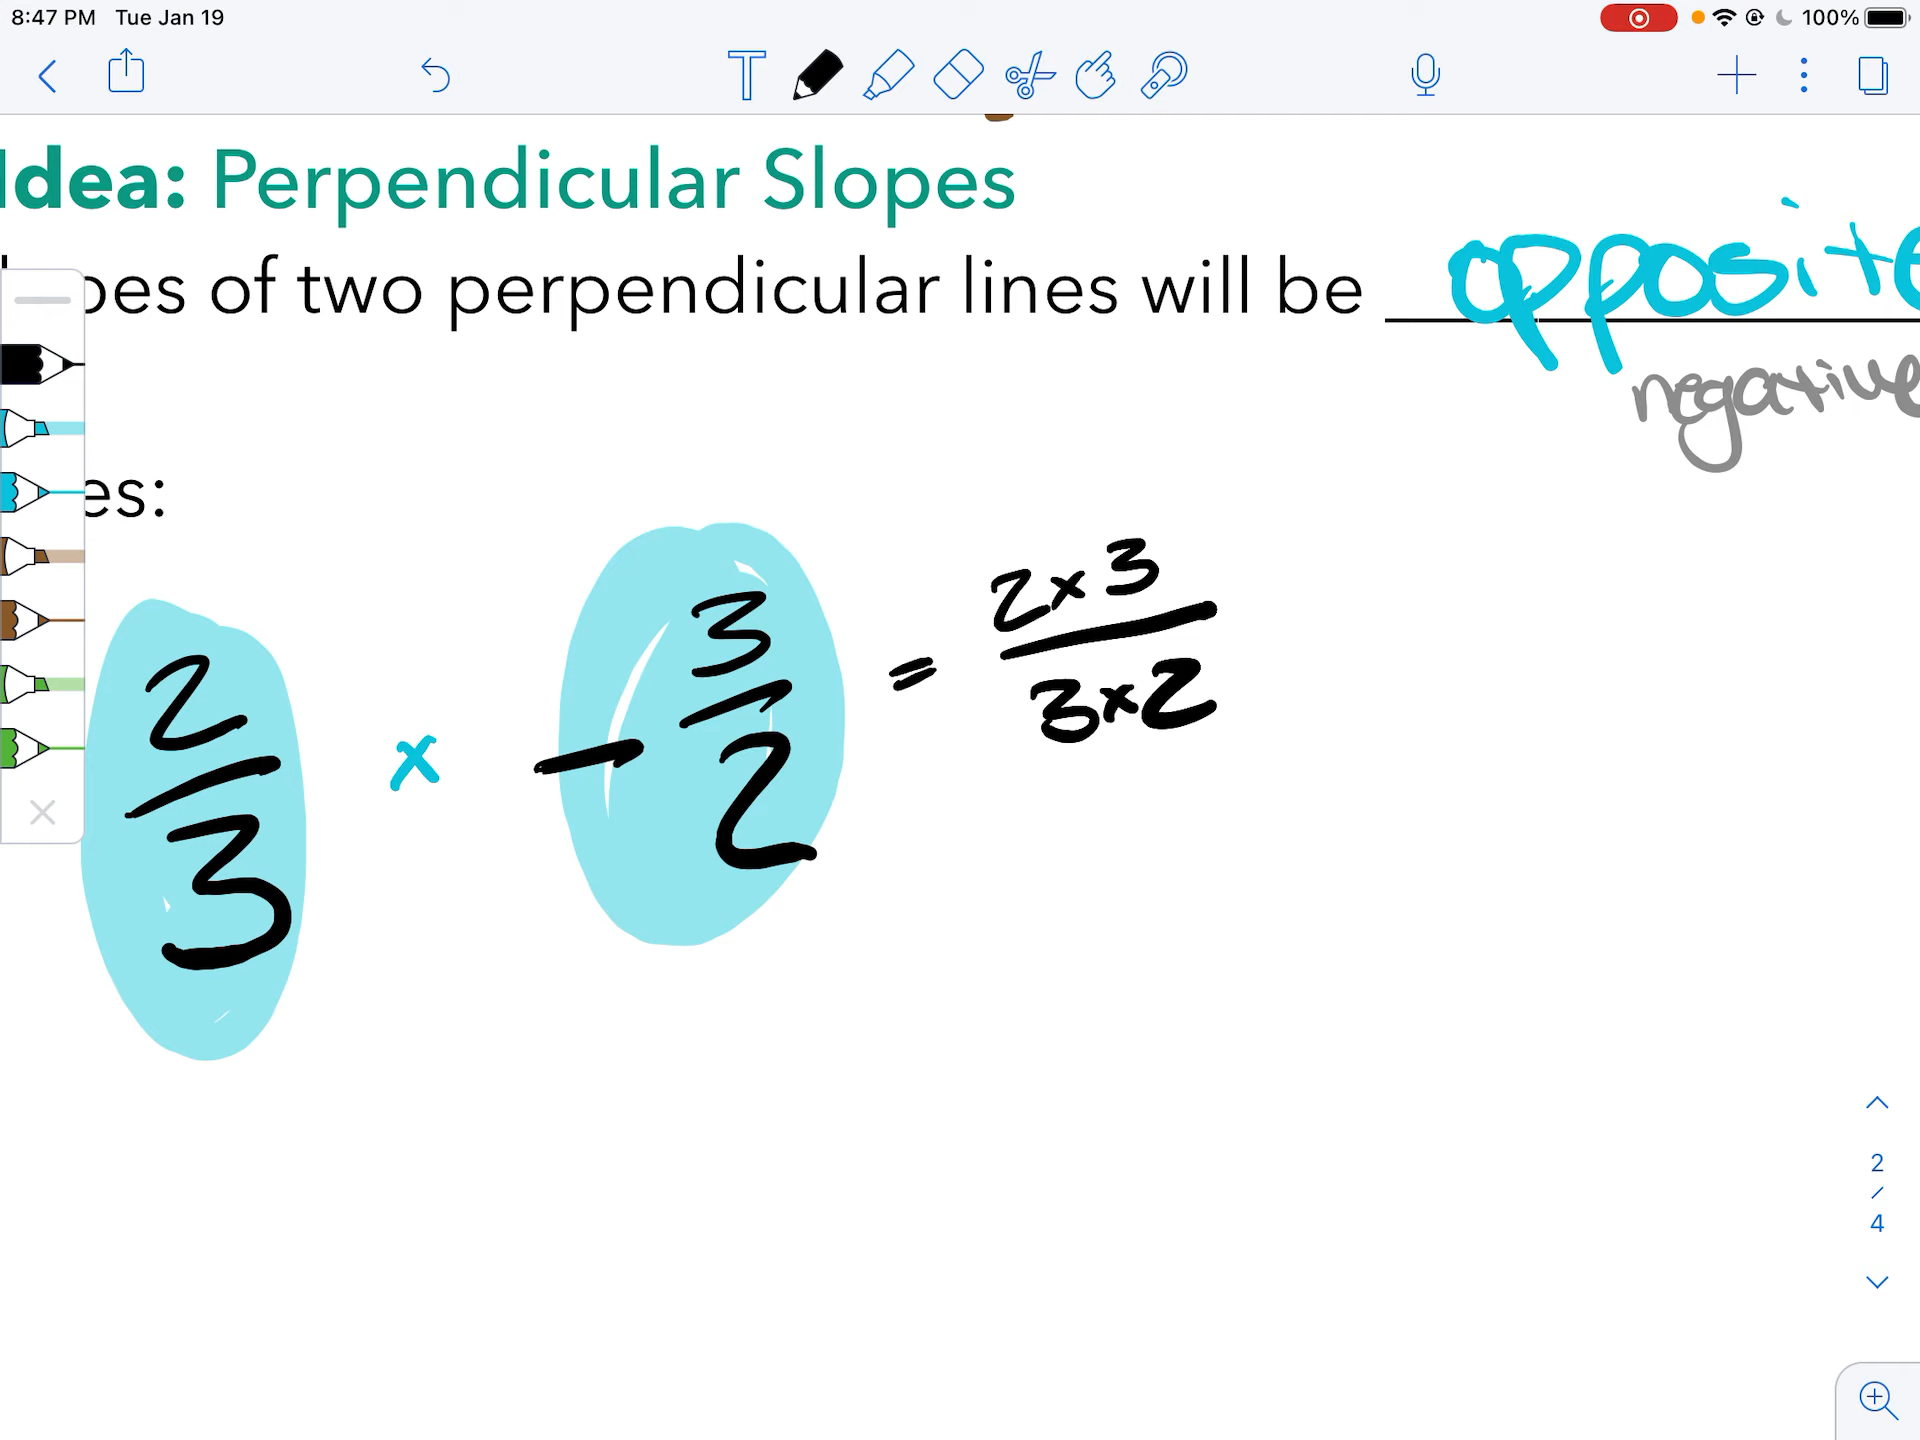 8:47 PM Tue Jan 19 100%
T
Idea: Perpendicular Slopes
opes of two perpendicular lines will be opposite
negative
es:
2/3 x - 3/2 = 2x3/3x2
2
/
4